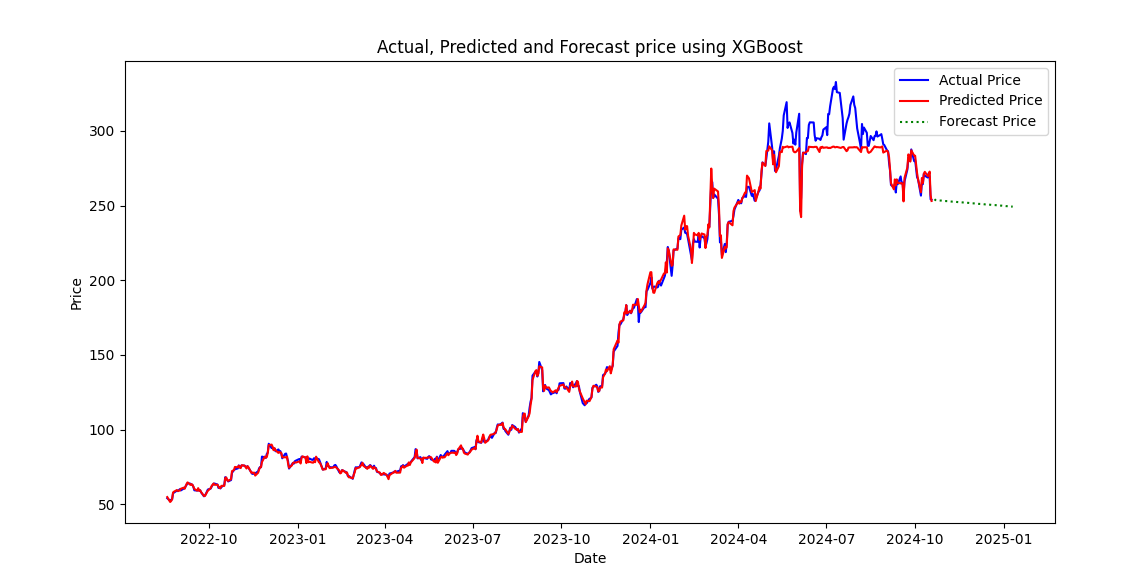 Actual, Predicted and Forecast price using XGBoost
Actual Price
Predicted Price
Forecast Price
Price
300
250
200
150
100
50
2022-10
2023-01
2023-04
2023-07
2023-10
2024-01
2024-04
2024-07
2024-10
2025-01
Date